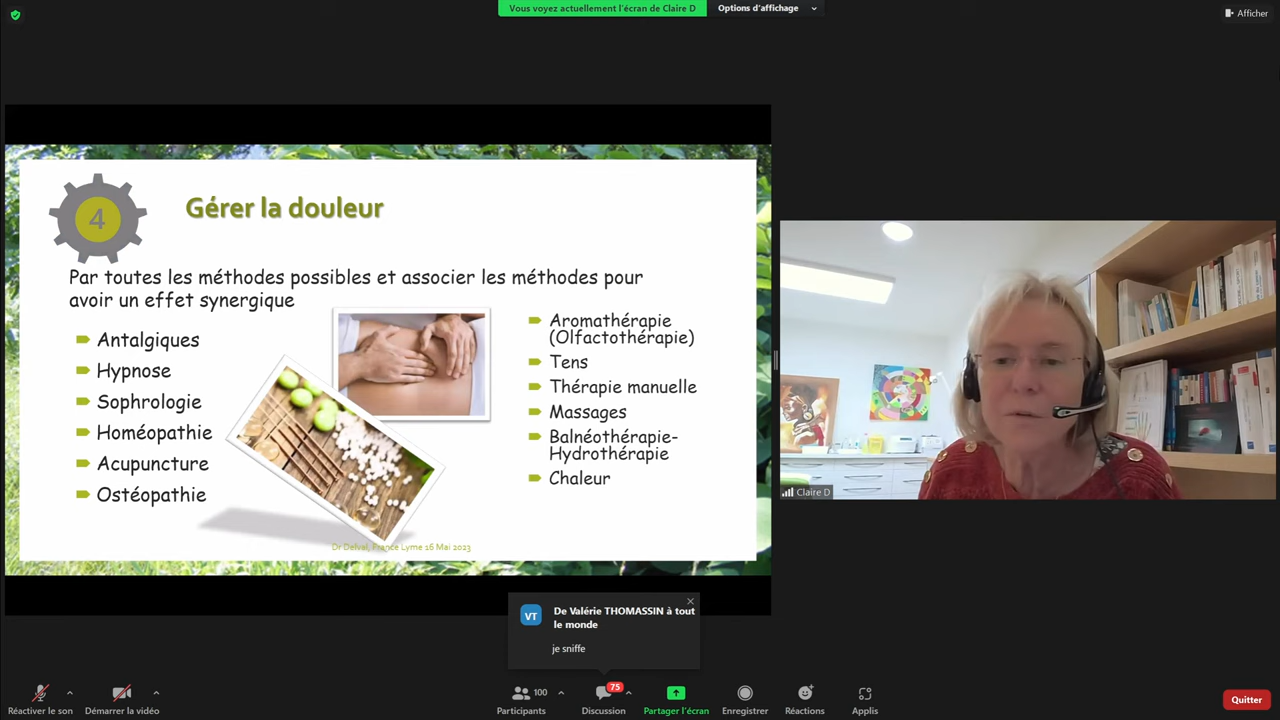 Vous voyez actuellement l'écran de Claire D
Options d'affichage
Afficher
4
Gérer la douleur
Par toutes les méthodes possibles et associer les méthodes pour
avoir un effet synergique
Antalgiques
Hypnose
Sophrologie
Homéopathie
Acupuncture
Ostéopathie
Aromathérapie
(Olfactothérapie)
Tens
Thérapie manuelle
Massages
Balnéothérapie-
Hydrothérapie
Chaleur
Dr Delval, France Lyme 16 Mai 2023
Claire D
VT
De Valérie THOMASSIN à tout
le monde
je sniffe
Réactiver le son
Démarrer la vidéo
100
Participants
75
Discussion
Partager l'écran
Enregistrer
Réactions
Applis
Quitter